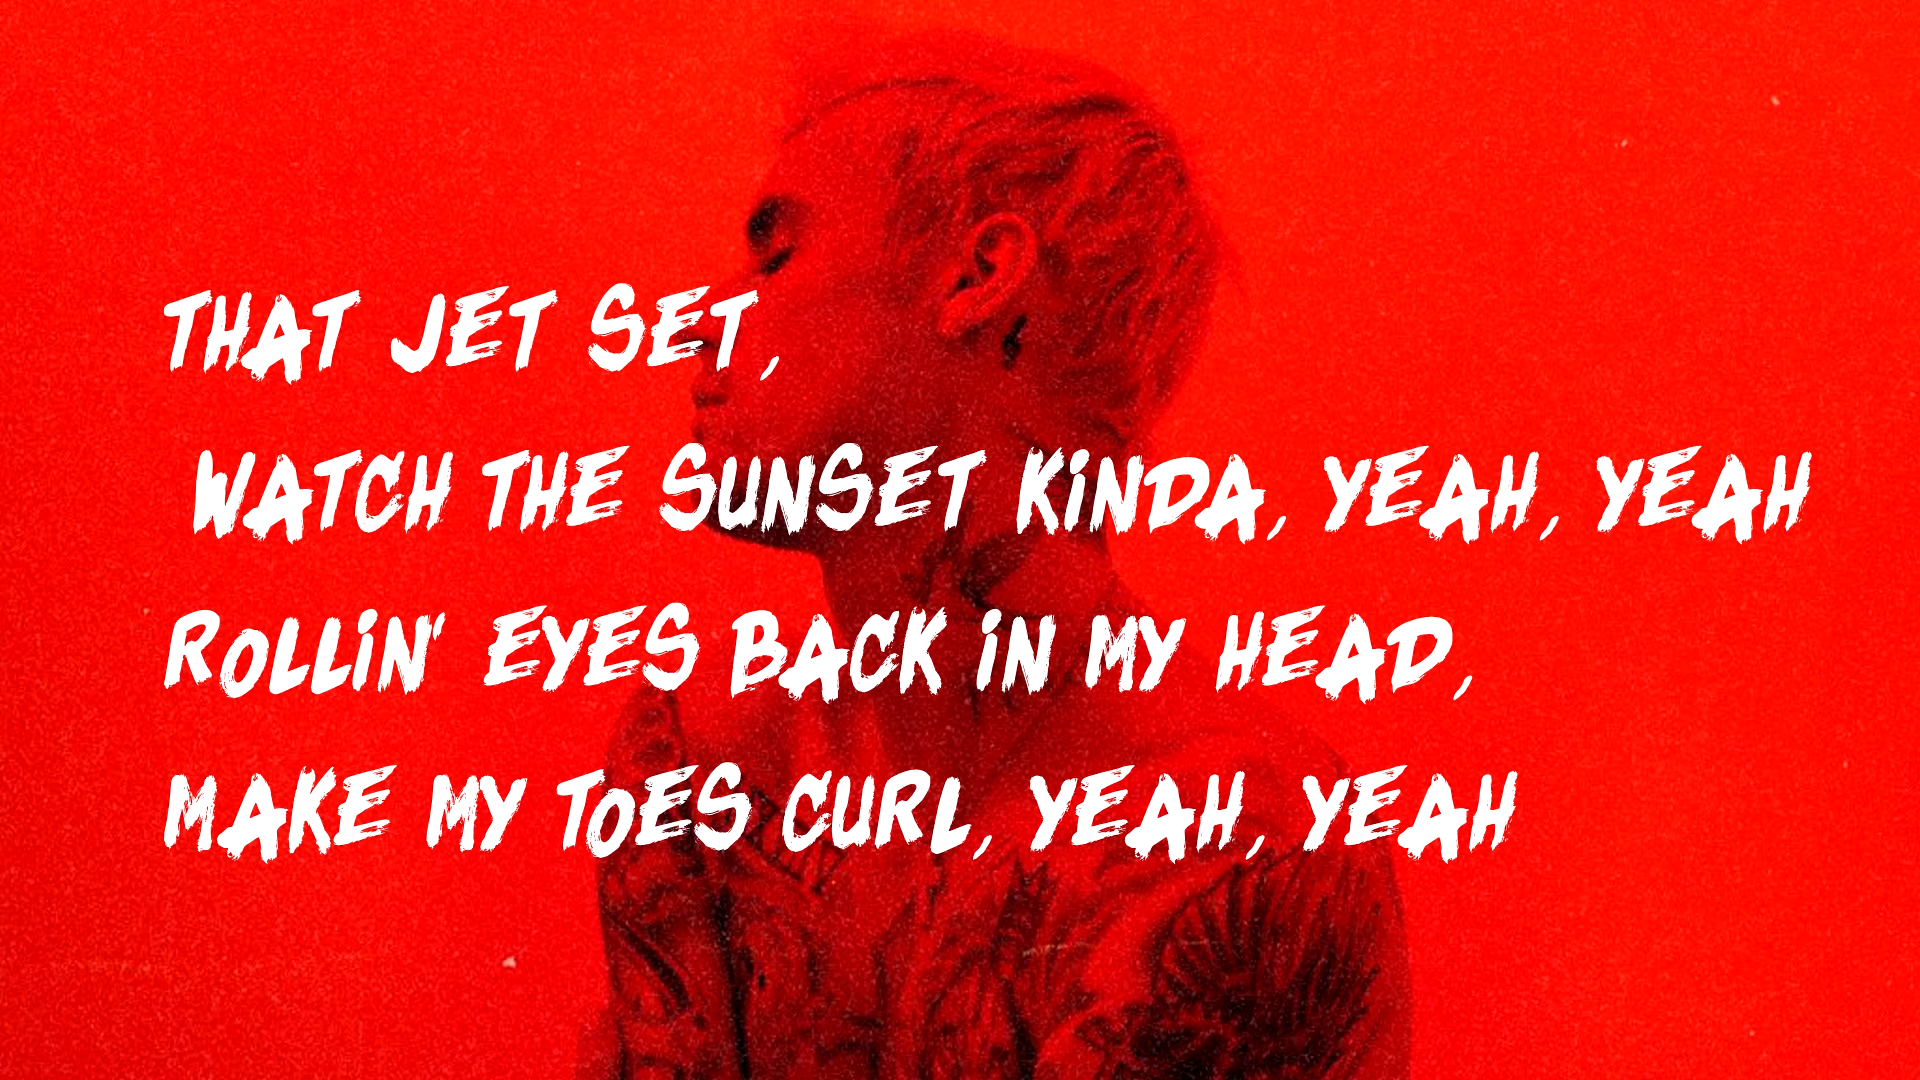 THAT JET SET,
WATCH THE SUNSET KINDA, YEAH, YEAH
ROLLIN' EYES BACK IN MY HEAD,
MAKE MY TOES CURL, YEAH, YEAH